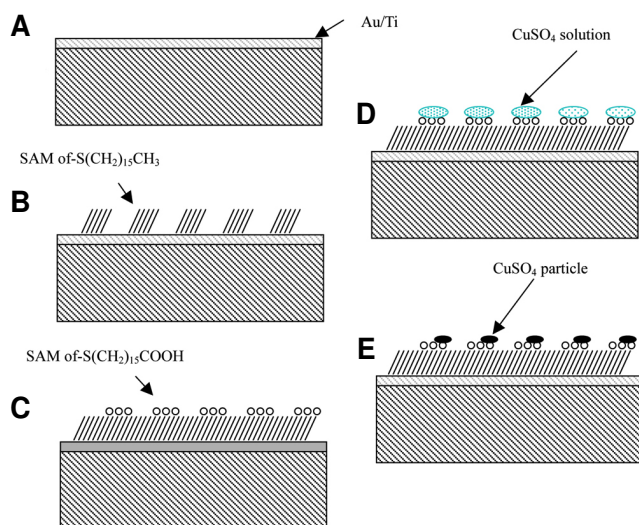 A
Au/Ti
SAM of-S(CH₂)₁₅CH₃
B
SAM of-S(CH₂)₁₅COOH
C
CuSO₄ solution
D
CuSO₄ particle
E